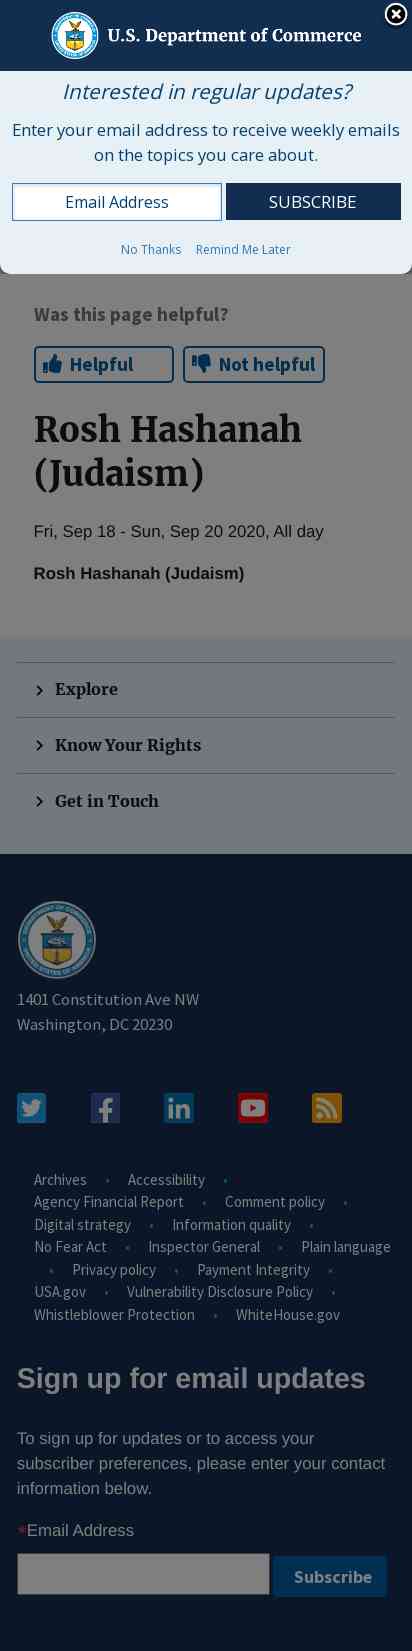 U.S. Department of Commerce
Interested in regular updates?
Enter your email address to receive weekly emails
on the topics you care about.
Email Address
SUBSCRIBE
No Thanks Remind Me Later
Was this page helpful?
Helpful Not helpful
Rosh Hashanah
(Judaism)
Fri, Sep 18 - Sun, Sep 20 2020, All day
Rosh Hashanah (Judaism)
Explore
Know Your Rights
Get in Touch
1401 Constitution Ave NW
Washington, DC 20230
Archives • Accessibility •
Agency Financial Report • Comment policy •
Digital strategy • Information quality •
No Fear Act • Inspector General • Plain language
• Privacy policy • Payment Integrity •
USA.gov • Vulnerability Disclosure Policy •
Whistleblower Protection • WhiteHouse.gov
Sign up for email updates
To sign up for updates or to access your
subscriber preferences, please enter your contact
information below.
*Email Address
Subscribe